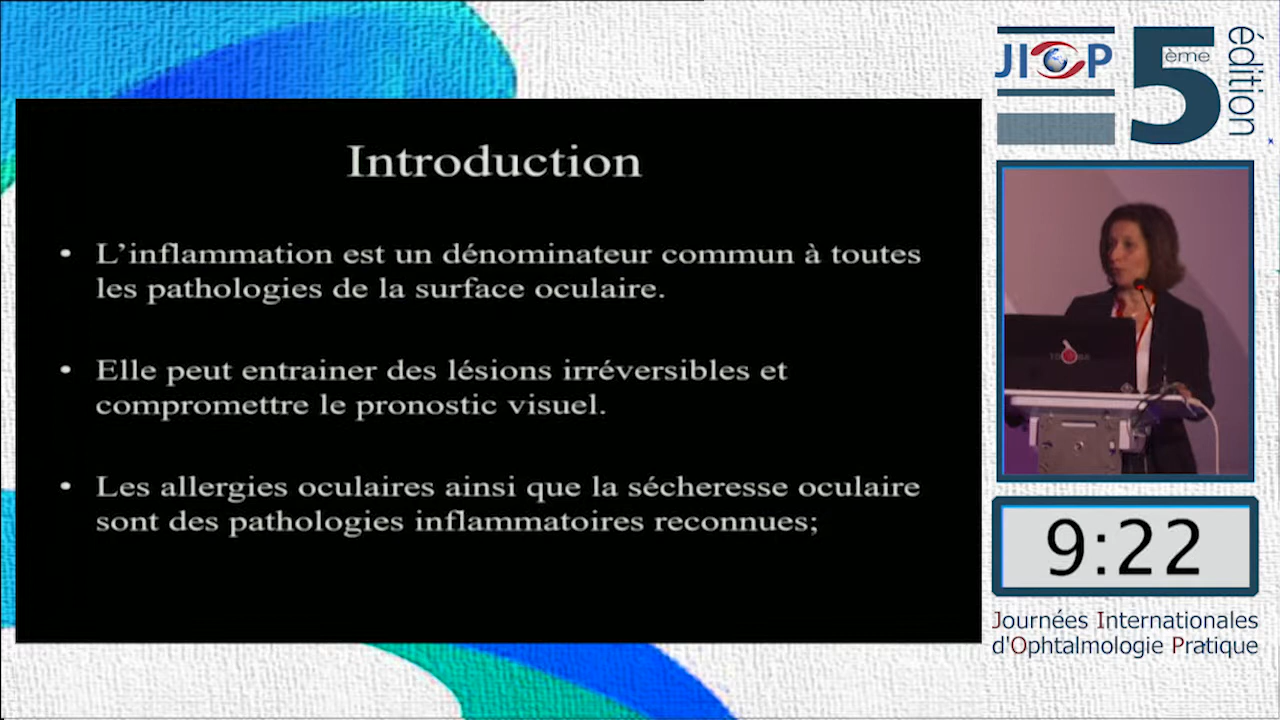 Introduction
• L'inflammation est un dénominateur commun à toutes
les pathologies de la surface oculaire.
• Elle peut entrainer des lésions irréversibles et
compromettre le pronostic visuel.
• Les allergies oculaires ainsi que la sécheresse oculaire
sont des pathologies inflammatoires reconnues;
JIOP
5
ème
édition
9:22
Journées Internationales
d'Ophtalmologie Pratique